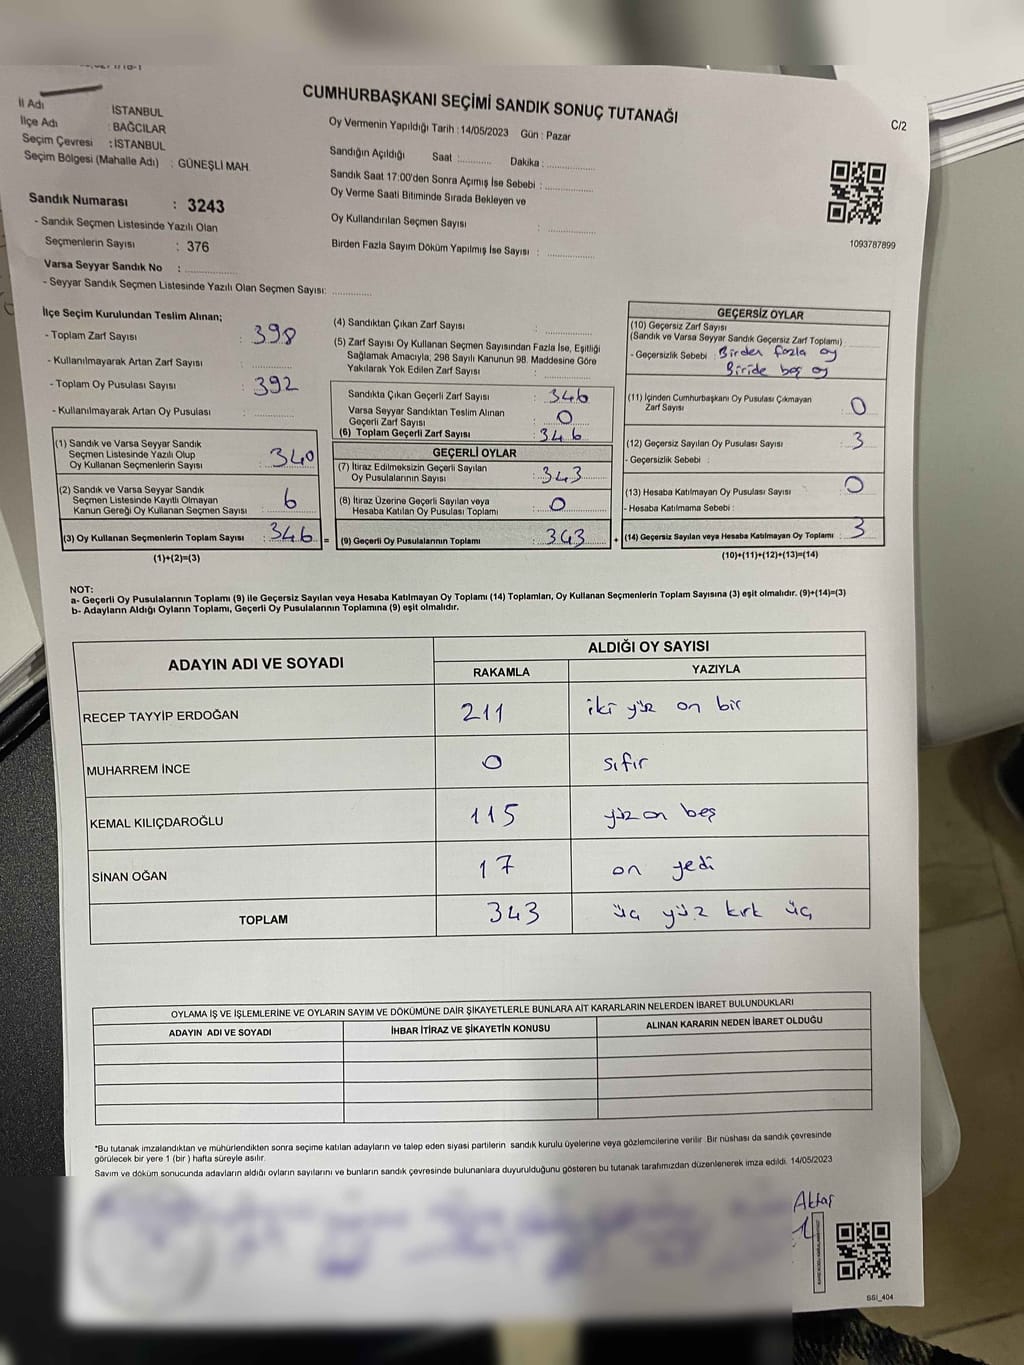 CUMHURBAŞKANI SEÇİMİ SANDIK SONUÇ TUTANAĞI
C/2
İl Adı : İSTANBUL
İlçe Adı : BAĞCILAR
Seçim Çevresi : İSTANBUL
Seçim Bölgesi (Mahalle Adı) : GÜNEŞLİ MAH.
Sandık Numarası : 3243
- Sandık Seçmen Listesinde Yazılı Olan
Seçmenlerin Sayısı : 376
Varsa Seyyar Sandık No :
- Seyyar Sandık Seçmen Listesinde Yazılı Olan Seçmen Sayısı:
Oy Vermenin Yapıldığı Tarih : 14/05/2023 Gün : Pazar
Sandığın Açıldığı Saat : Dakika :
Sandık Saat 17:00'den Sonra Açımış İse Sebebi :
Oy Verme Saati Bitiminde Sırada Bekleyen ve
Oy Kullandırılan Seçmen Sayısı :
Birden Fazla Sayım Döküm Yapılmış İse Sayısı :
1093787899
İlçe Seçim Kurulundan Teslim Alınan;
- Toplam Zarf Sayısı : 398
- Kullanılmayarak Artan Zarf Sayısı :
- Toplam Oy Pusulası Sayısı : 392
- Kullanılmayarak Artan Oy Pusulası :
(1) Sandık ve Varsa Seyyar Sandık
Seçmen Listesinde Yazılı Olup
Oy Kullanan Seçmenlerin Sayısı : 340
(2) Sandık ve Varsa Seyyar Sandık
Seçmen Listesinde Kayıtlı Olmayan
Kanun Gereği Oy Kullanan Seçmen Sayısı : 6
(3) Oy Kullanan Seçmenlerin Toplam Sayısı : 346 =
(1)+(2)=(3)
(4) Sandıktan Çıkan Zarf Sayısı :
(5) Zarf Sayısı Oy Kullanan Seçmen Sayısından Fazla İse, Eşitliği
Sağlamak Amacıyla; 298 Sayılı Kanunun 98. Maddesine Göre
Yakılarak Yok Edilen Zarf Sayısı :
Sandıkta Çıkan Geçerli Zarf Sayısı : 346
Varsa Seyyar Sandıktan Teslim Alınan
Geçerli Zarf Sayısı : 0
(6) Toplam Geçerli Zarf Sayısı : 346
GEÇERLİ OYLAR
(7) İtiraz Edilmeksizin Geçerli Sayılan
Oy Pusulalarının Sayısı : 343
(8) İtiraz Üzerine Geçerli Sayılan veya
Hesaba Katılan Oy Pusulası Toplamı : 0
(9) Geçerli Oy Pusulalarının Toplamı : 343 +
GEÇERSİZ OYLAR
(10) Geçersiz Zarf Sayısı
(Sandık ve Varsa Seyyar Sandık Geçersiz Zarf Toplamı)
- Geçersizlik Sebebi : Birden fazla oy
Biride boş oy
(11) İçinden Cumhurbaşkanı Oy Pusulası Çıkmayan
Zarf Sayısı : 0
(12) Geçersiz Sayılan Oy Pusulası Sayısı : 3
- Geçersizlik Sebebi :
(13) Hesaba Katılmayan Oy Pusulası Sayısı : 0
- Hesaba Katılmama Sebebi :
(14) Geçersiz Sayılan veya Hesaba Katılmayan Oy Toplamı : 3
(10)+(11)+(12)+(13)=(14)
NOT:
a- Geçerli Oy Pusulalarının Toplamı (9) ile Geçersiz Sayılan veya Hesaba Katılmayan Oy Toplamı (14) Toplamları, Oy Kullanan Seçmenlerin Toplam Sayısına (3) eşit olmalıdır. (9)+(14)=(3)
b- Adayların Aldığı Oyların Toplamı, Geçerli Oy Pusulalarının Toplamına (9) eşit olmalıdır.
ADAYIN ADI VE SOYADI
ALDIĞI OY SAYISI
RAKAMLA YAZIYLA
RECEP TAYYİP ERDOĞAN 211 iki yüz on bir
MUHARREM İNCE 0 sıfır
KEMAL KILIÇDAROĞLU 115 yüz on beş
SİNAN OĞAN 17 on yedi
TOPLAM 343 üç yüz kırk üç
OYLAMA İŞ VE İŞLEMLERİNE VE OYLARIN SAYIM VE DÖKÜMÜNE DAİR ŞİKAYETLERLE BUNLARA AİT KARARLARIN NELERDEN İBARET BULUNDUKLARI
ADAYIN ADI VE SOYADI İHBAR İTİRAZ VE ŞİKAYETİN KONUSU ALINAN KARARIN NEDEN İBARET OLDUĞU
*Bu tutanak imzalandıktan ve mühürlendikten sonra seçime katılan adayların ve talep eden siyasi partilerin sandık kurulu üyelerine veya gözlemcilerine verilir. Bir nüshası da sandık çevresinde
görülecek bir yere 1 (bir ) hafta süreyle asılır.
Sayım ve döküm sonucunda adayların aldığı oyların sayılarını ve bunların sandık çevresinde bulunanlara duyurulduğunu gösteren bu tutanak tarafımızdan düzenlenerek imza edildi. 14/05/2023
Aktaş
SSI_404